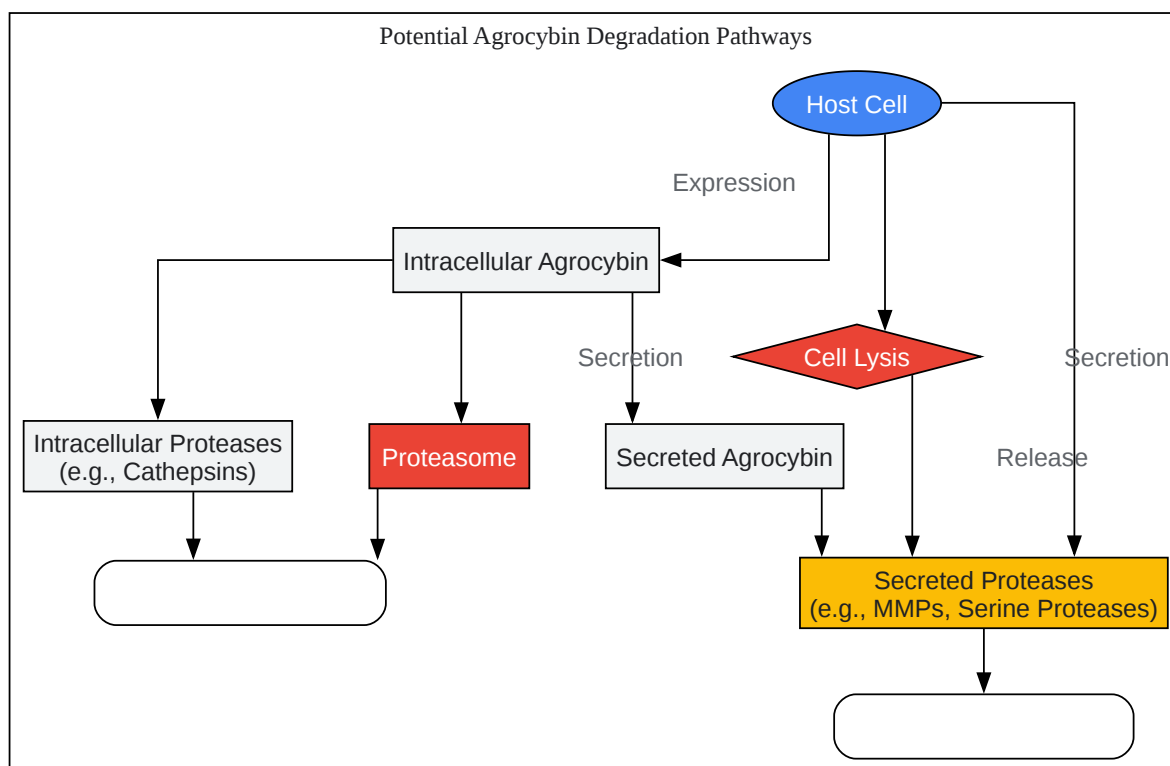 Potential Agrocybin Degradation Pathways
Host Cell
Expression
Intracellular Agrocybin
Secretion
Cell Lysis
Secretion
Intracellular Proteases
(e.g., Cathepsins)
Proteasome
Secreted Agrocybin
Release
Secreted Proteases
(e.g., MMPs, Serine Proteases)